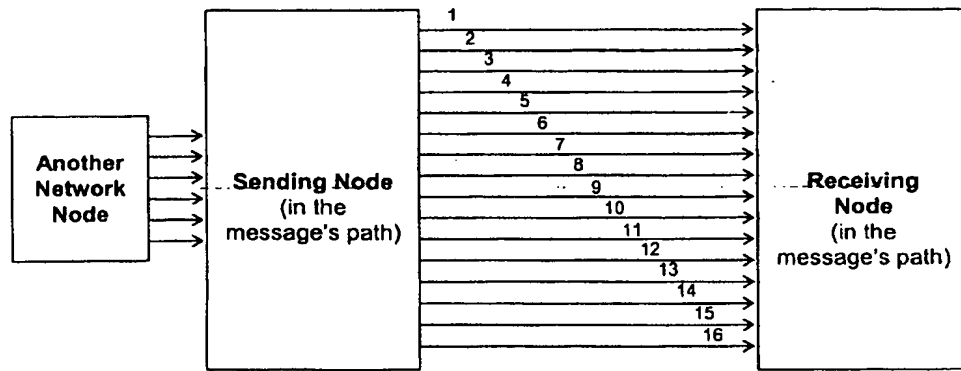 1
2
3
4
5
6
7
8
9
10
11
12
13
14
15
16
Another
Network
Node
Sending Node
(in the
message's path)
Receiving
Node
(in the
message's path)